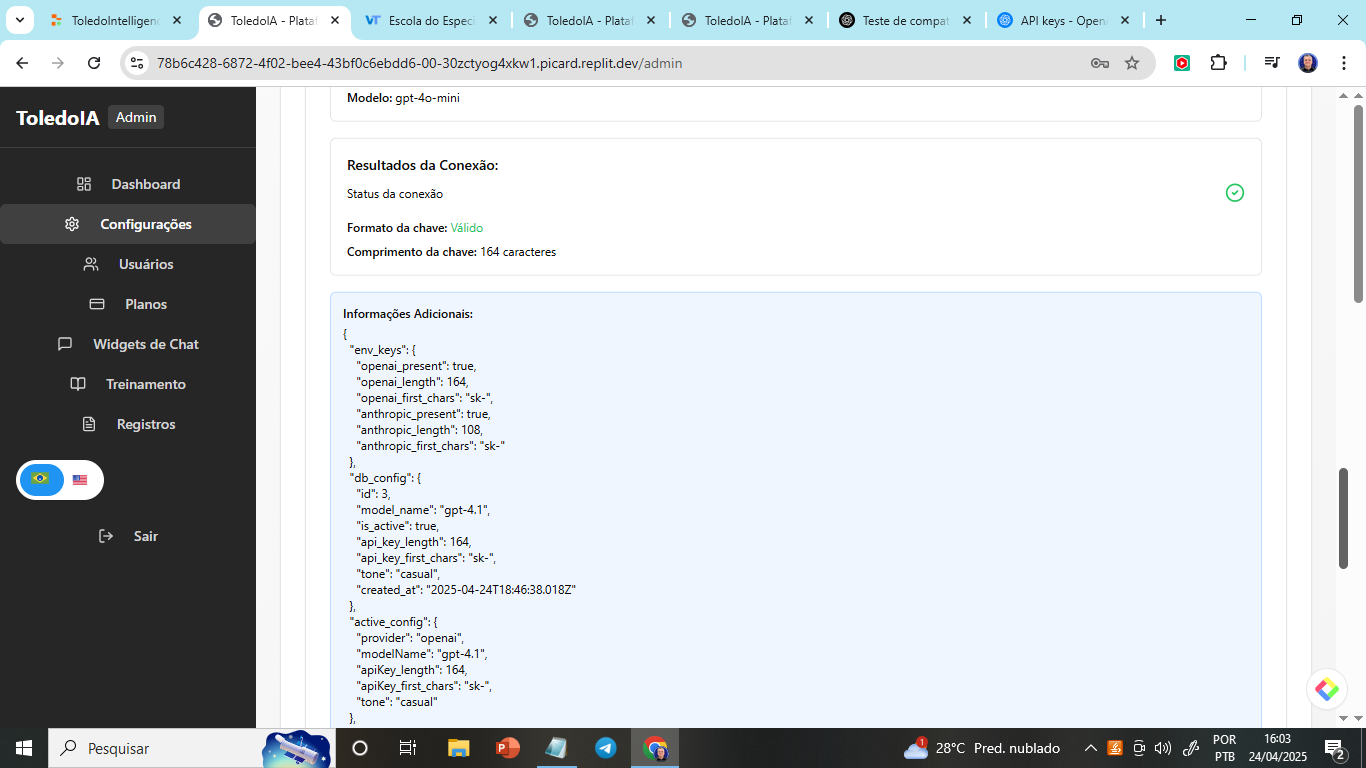 ToledoIntelligen
ToledoIA - Plataf
Escola do Especi
ToledoIA - Plataf
ToledoIA - Plataf
Teste de compat
API keys - OpenA
78b6c428-6872-4f02-bee4-43bf0c6ebdd6-00-30zctyog4xkw1.picard.replit.dev/admin
ToledoIA Admin
Dashboard
Configurações
Usuários
Planos
Widgets de Chat
Treinamento
Registros
Sair
Modelo: gpt-4o-mini
Resultados da Conexão:
Status da conexão
Formato da chave: Válido
Comprimento da chave: 164 caracteres
Informações Adicionais:
{
"env_keys": {
"openai_present": true,
"openai_length": 164,
"openai_first_chars": "sk-",
"anthropic_present": true,
"anthropic_length": 108,
"anthropic_first_chars": "sk-"
},
"db_config": {
"id": 3,
"model_name": "gpt-4.1",
"is_active": true,
"api_key_length": 164,
"api_key_first_chars": "sk-",
"tone": "casual",
"created_at": "2025-04-24T18:46:38.018Z"
},
"active_config": {
"provider": "openai",
"modelName": "gpt-4.1",
"apiKey_length": 164,
"apiKey_first_chars": "sk-",
"tone": "casual"
},
Pesquisar
1
28°C Pred. nublado
POR
PTB
16:03
24/04/2025
2